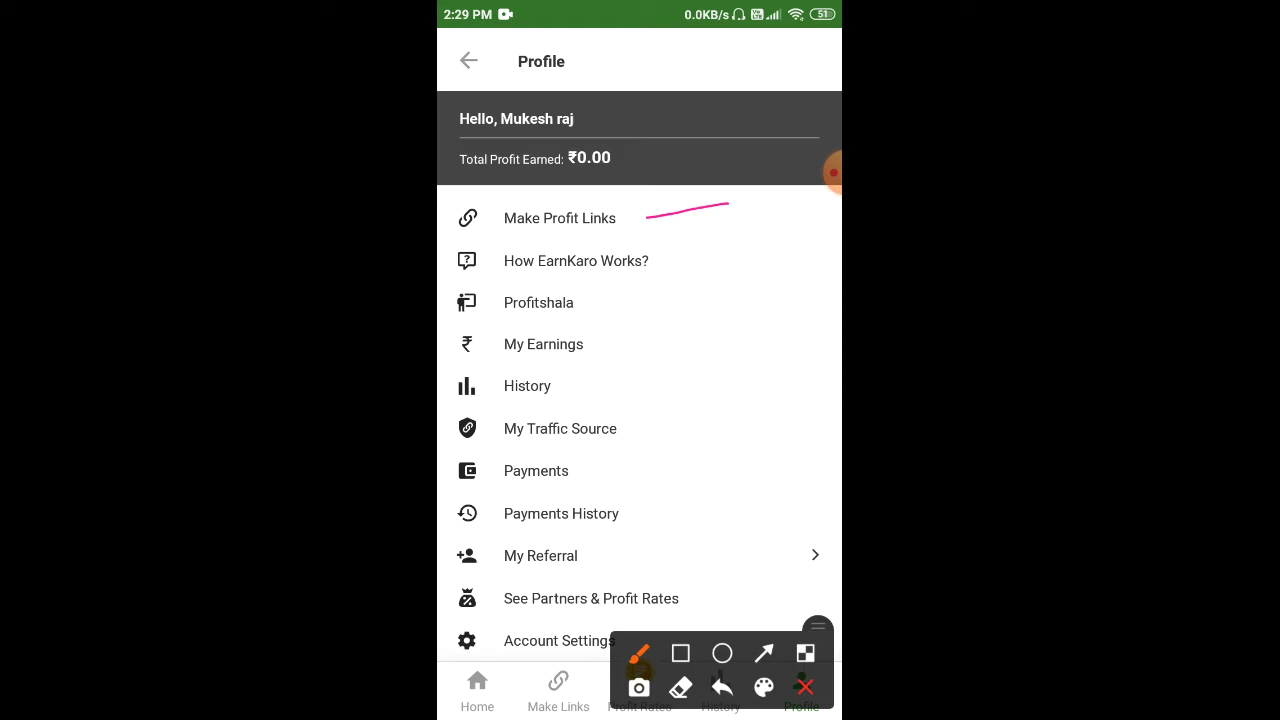 2:29 PM 0.0KB/s 51
Profile
Hello, Mukesh raj
Total Profit Earned: ₹0.00
Make Profit Links
How EarnKaro Works?
Profitshala
My Earnings
History
My Traffic Source
Payments
Payments History
My Referral
See Partners & Profit Rates
Account Settings
Home Make Links Profit Rates History Profile